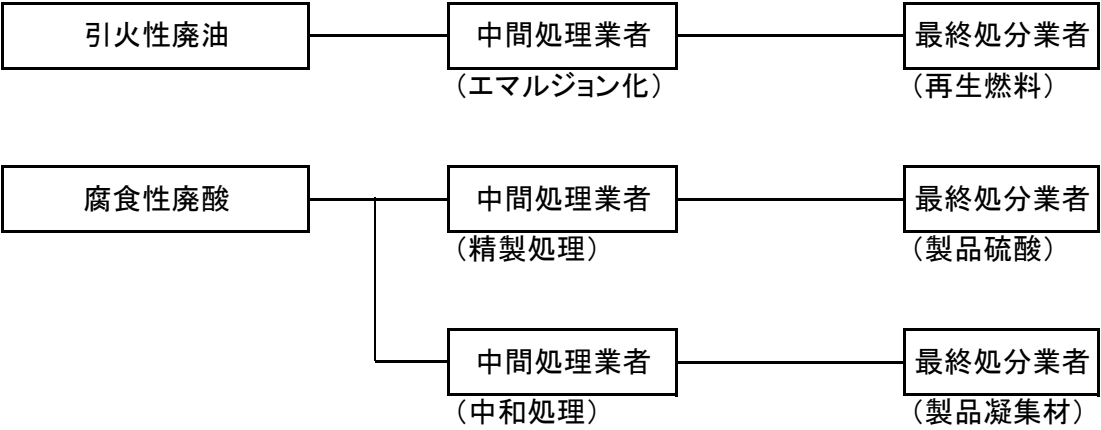 引火性廃油 中間処理業者 最終処分業者
（エマルジョン化） （再生燃料）
腐食性廃酸 中間処理業者 最終処分業者
（精製処理） （製品硫酸）
中間処理業者 最終処分業者
（中和処理） （製品凝集材）